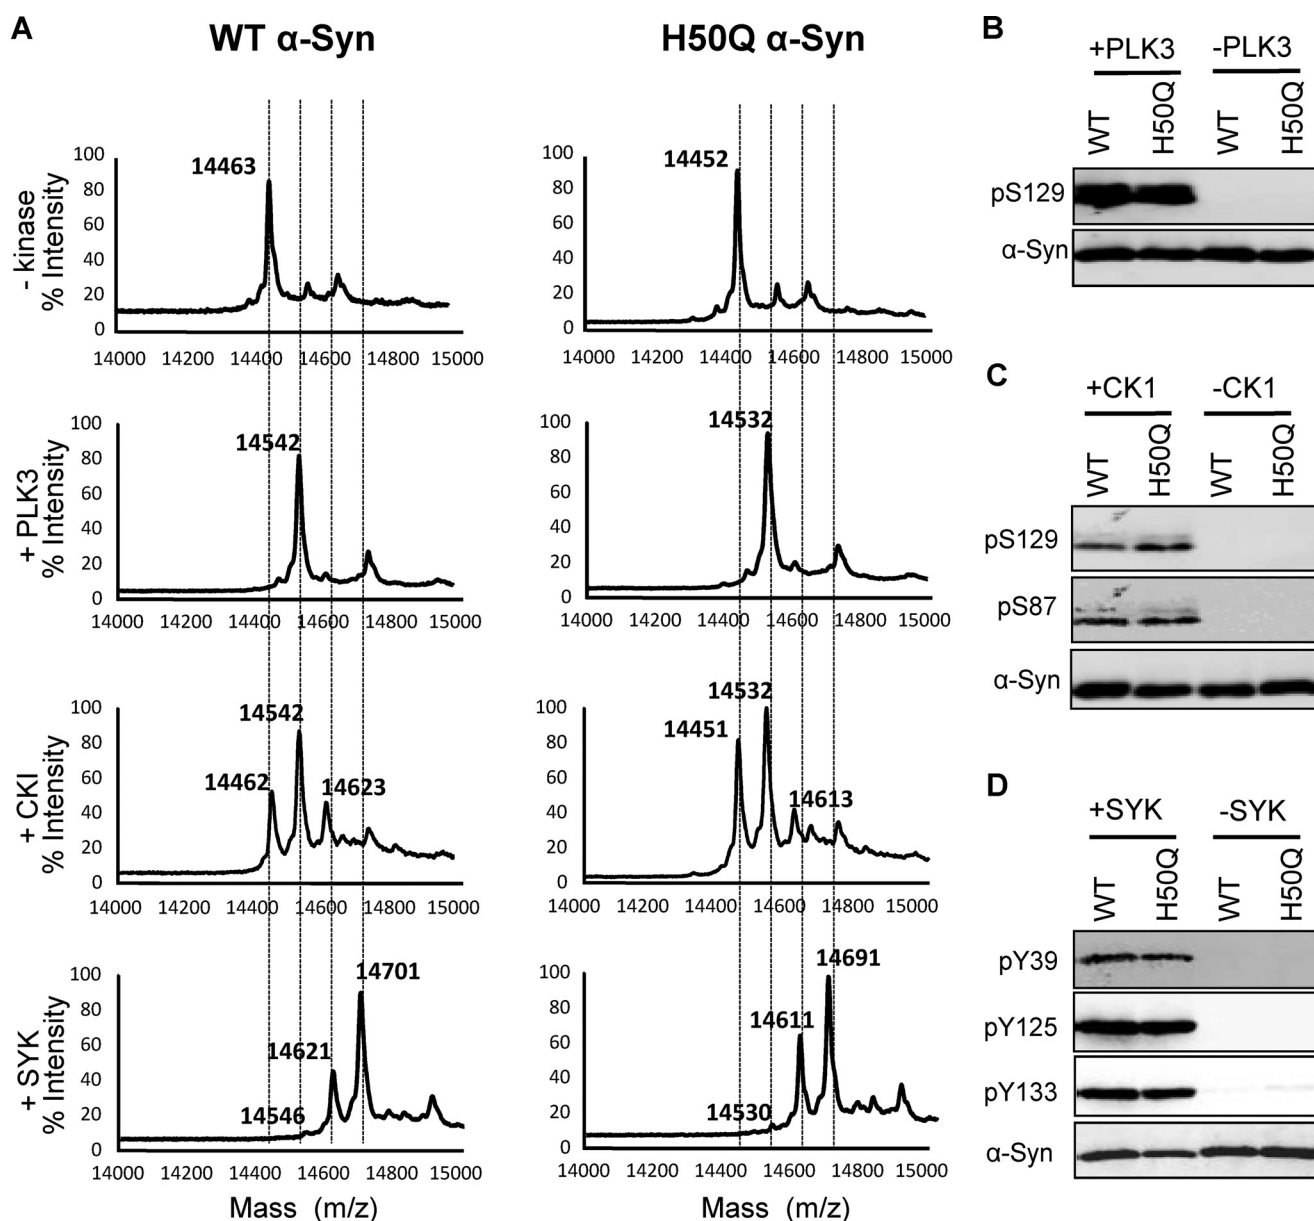 A
WT α-Syn
H50Q α-Syn
- kinase
% Intensity
100
80
60
40
20
0
14463
14000 14200 14400 14600 14800 15000
100
80
60
40
20
0
14452
14000 14200 14400 14600 14800 15000
+ PLK3
% Intensity
100
80
60
40
20
0
14542
14000 14200 14400 14600 14800 15000
100
80
60
40
20
0
14532
14000 14200 14400 14600 14800 15000
+ CKI
% Intensity
100
80
60
40
20
0
14542
14462
14623
14000 14200 14400 14600 14800 15000
100
80
60
40
20
0
14532
14451
14613
14000 14200 14400 14600 14800 15000
+ SYK
% Intensity
100
80
60
40
20
0
14701
14621
14546
14000 14200 14400 14600 14800 15000
Mass (m/z)
100
80
60
40
20
0
14691
14611
14530
14000 14200 14400 14600 14800 15000
Mass (m/z)
B
+PLK3 -PLK3
WT H50Q WT H50Q
pS129
α-Syn
C
+CK1 -CK1
WT H50Q WT H50Q
pS129
pS87
α-Syn
D
+SYK -SYK
WT H50Q WT H50Q
pY39
pY125
pY133
α-Syn